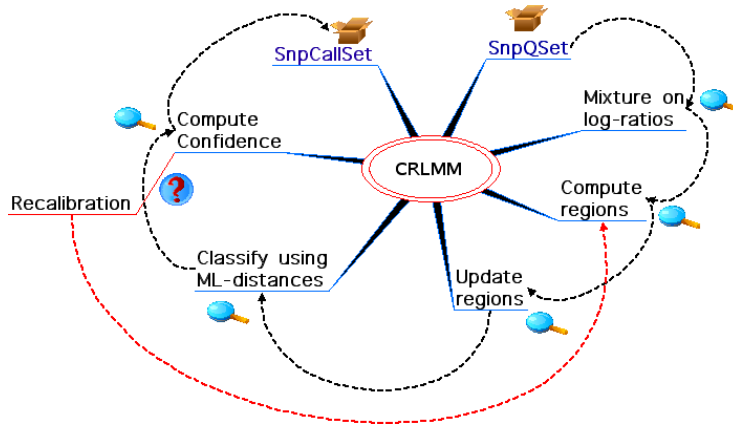 SnpCallSet
SnpQSet
Mixture on
log-ratios
Compute
Confidence
CRLMM
?
Recalibration
Compute
regions
Classify using
ML-distances
Update
regions